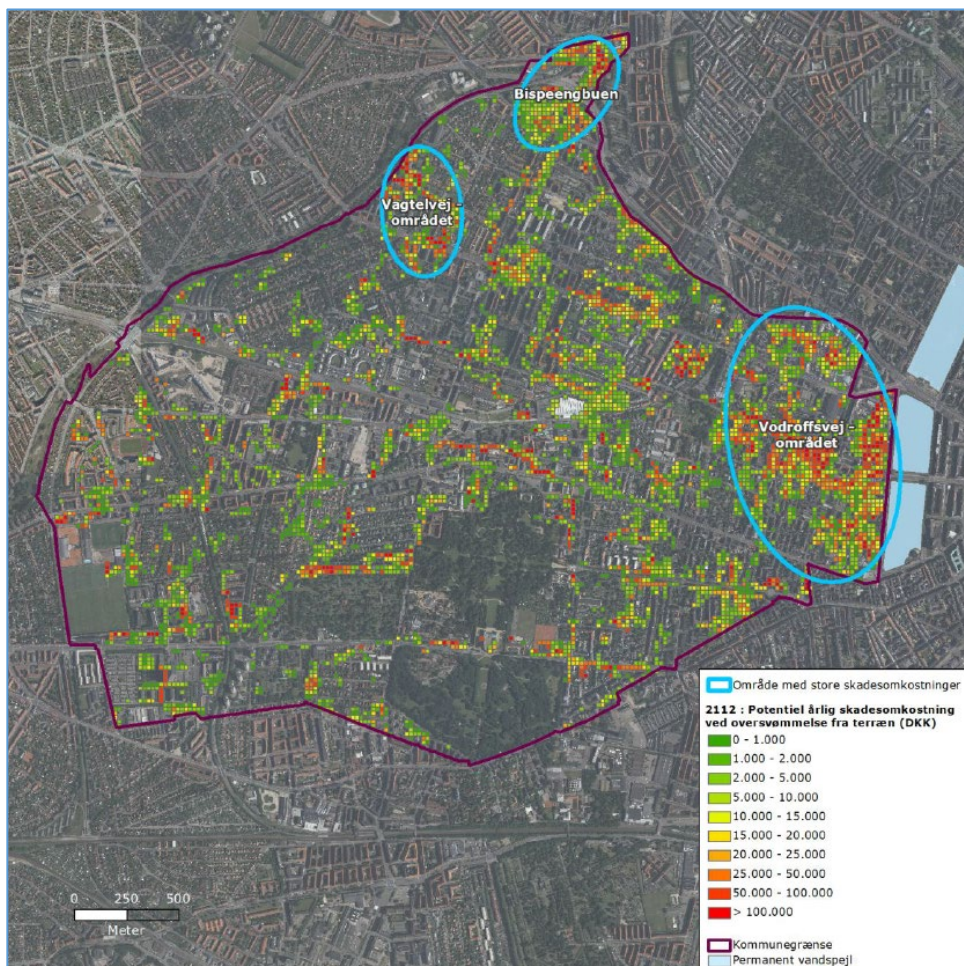 Bispeengbuen
Vagtelvej -
området
Vodroffsvej -
området
Område med store skadesomkostninger
2112 : Potentiel årlig skadesomkostning
ved oversvømmelse fra terræn (DKK)
0 - 1.000
1.000 - 2.000
2.000 - 5.000
5.000 - 10.000
10.000 - 15.000
15.000 - 20.000
20.000 - 25.000
25.000 - 50.000
50.000 - 100.000
> 100.000
Kommunegrænse
Permanent vandspejl
0 250 500
Meter